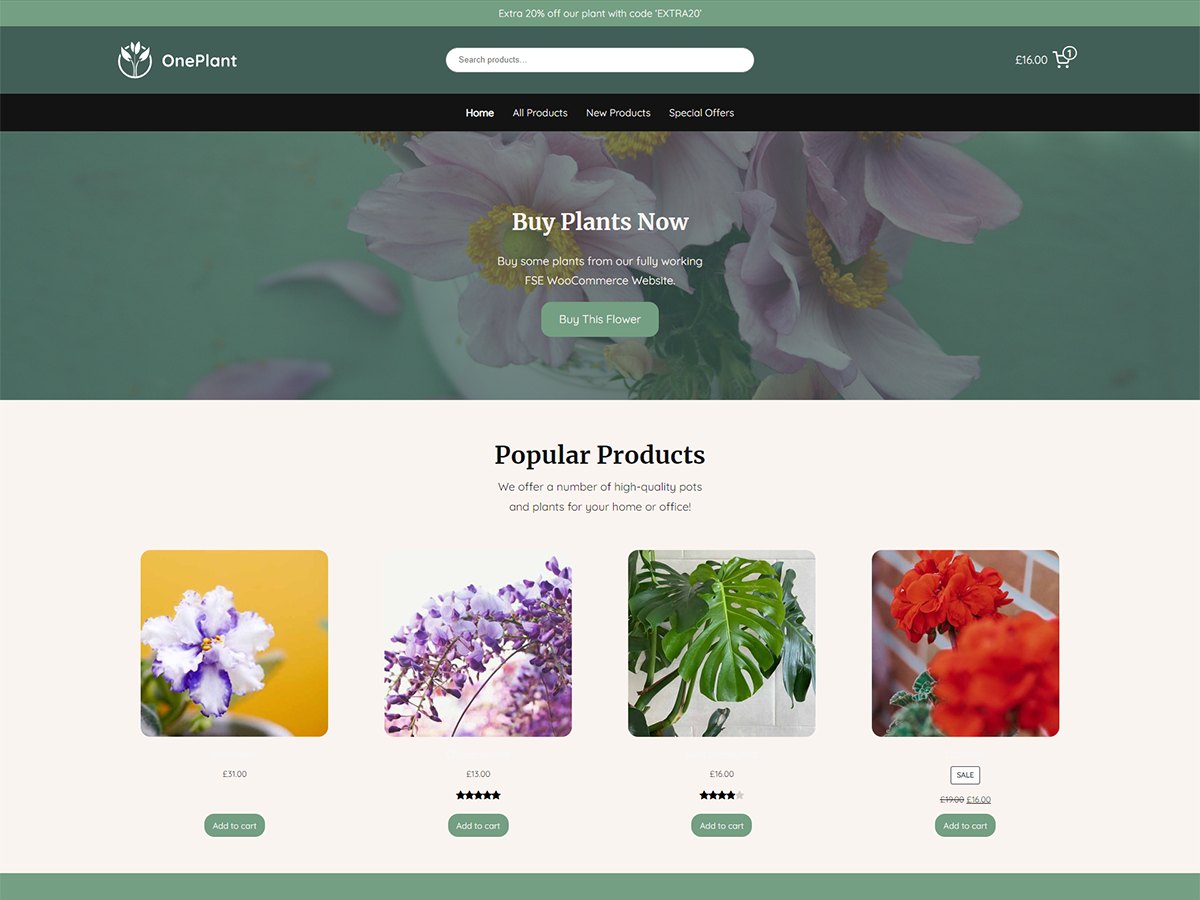 Extra 20% off our plant with code 'EXTRA20'
OnePlant
Search products...
£16.00
1
Home All Products New Products Special Offers
Buy Plants Now
Buy some plants from our fully working
FSE WooCommerce Website.
Buy This Flower
Popular Products
We offer a number of high-quality pots
and plants for your home or office!
£31.00 £13.00 £16.00 SALE
£19.00 £16.00
Add to cart Add to cart Add to cart Add to cart